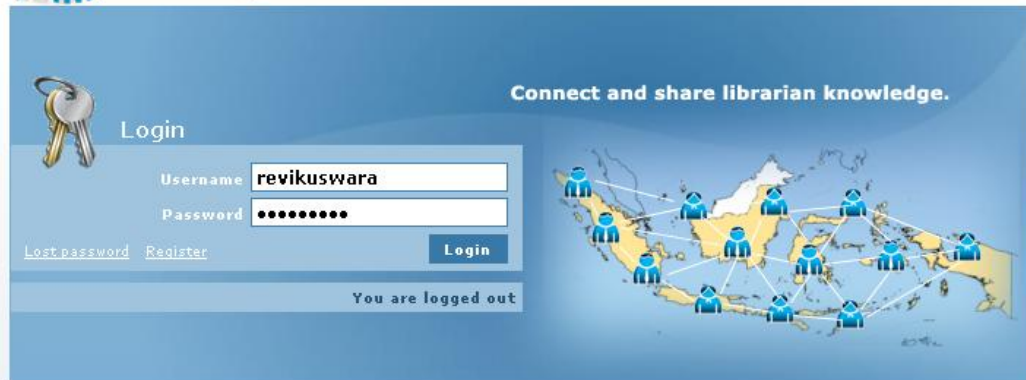 Connect and share librarian knowledge.
Login
Username revikuswara
Password •••••••••
Lost password Register Login
You are logged out